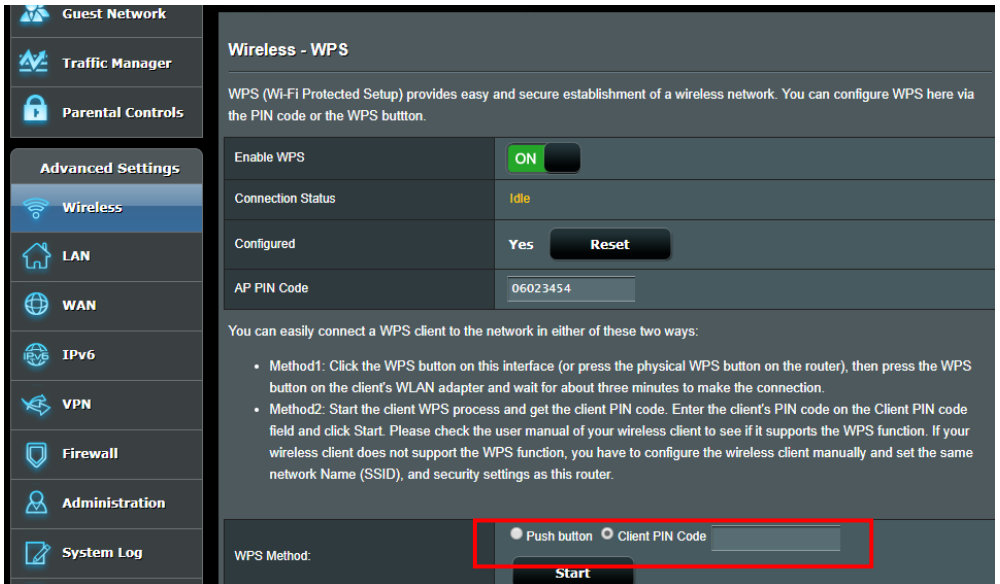 Guest Network
Traffic Manager
Parental Controls
Advanced Settings
Wireless
LAN
WAN
IPv6
IPv6
VPN
Firewall
Administration
System Log
Wireless - WPS
WPS (Wi-Fi Protected Setup) provides easy and secure establishment of a wireless network. You can configure WPS here via
the PIN code or the WPS buttton.
Enable WPS
ON
Connection Status
Idle
Configured
Yes Reset
AP PIN Code
06023454
You can easily connect a WPS client to the network in either of these two ways:
• Method1: Click the WPS button on this interface (or press the physical WPS button on the router), then press the WPS
button on the client's WLAN adapter and wait for about three minutes to make the connection.
• Method2: Start the client WPS process and get the client PIN code. Enter the client's PIN code on the Client PIN code
field and click Start. Please check the user manual of your wireless client to see if it supports the WPS function. If your
wireless client does not support the WPS function, you have to configure the wireless client manually and set the same
network Name (SSID), and security settings as this router.
WPS Method:
Push button Client PIN Code
Start